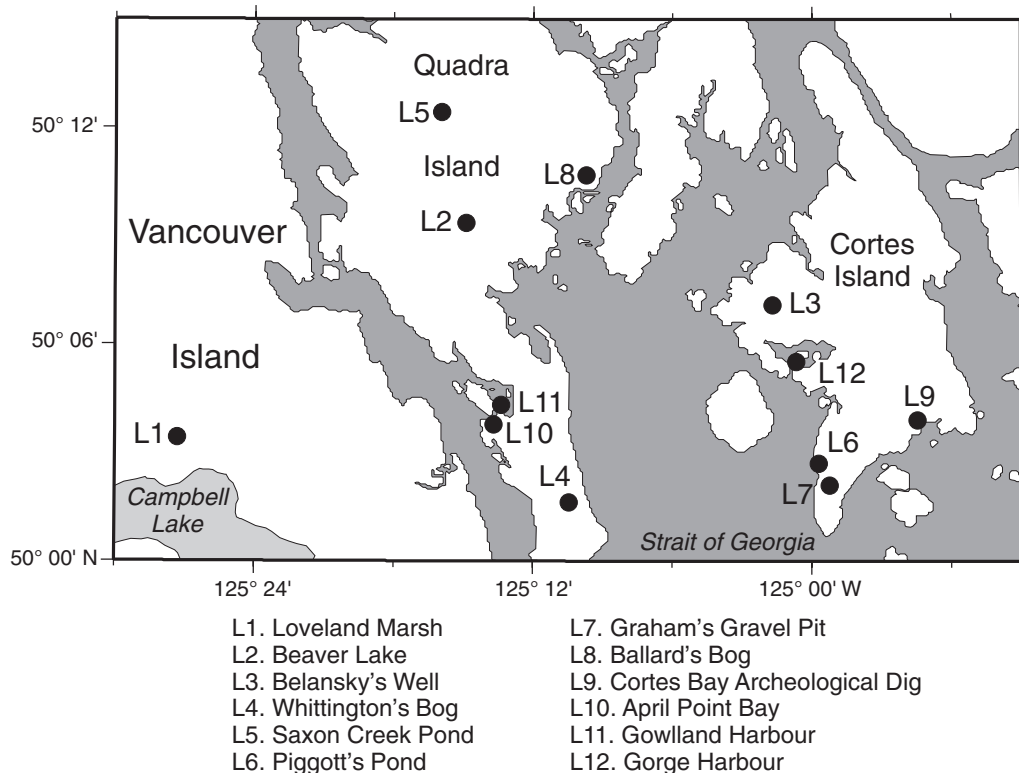 Quadra
L5
50° 12'
Island
L8
L2
Vancouver
Cortes
Island
L3
50° 06'
Island
L12
L11
L9
L10
L1
L6
L4
L7
Campbell
Lake
Strait of Georgia
50° 00' N
125° 24'
125° 12'
125° 00' W
L1. Loveland Marsh
L2. Beaver Lake
L3. Belansky's Well
L4. Whittington's Bog
L5. Saxon Creek Pond
L6. Piggott's Pond
L7. Graham's Gravel Pit
L8. Ballard's Bog
L9. Cortes Bay Archeological Dig
L10. April Point Bay
L11. Gowlland Harbour
L12. Gorge Harbour